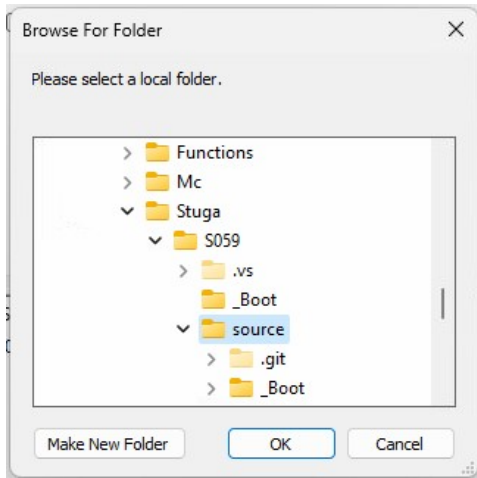 Browse For Folder
Please select a local folder.
Functions
Mc
Stuga
S059
.vs
_Boot
source
.git
_Boot
Make New Folder
OK
Cancel